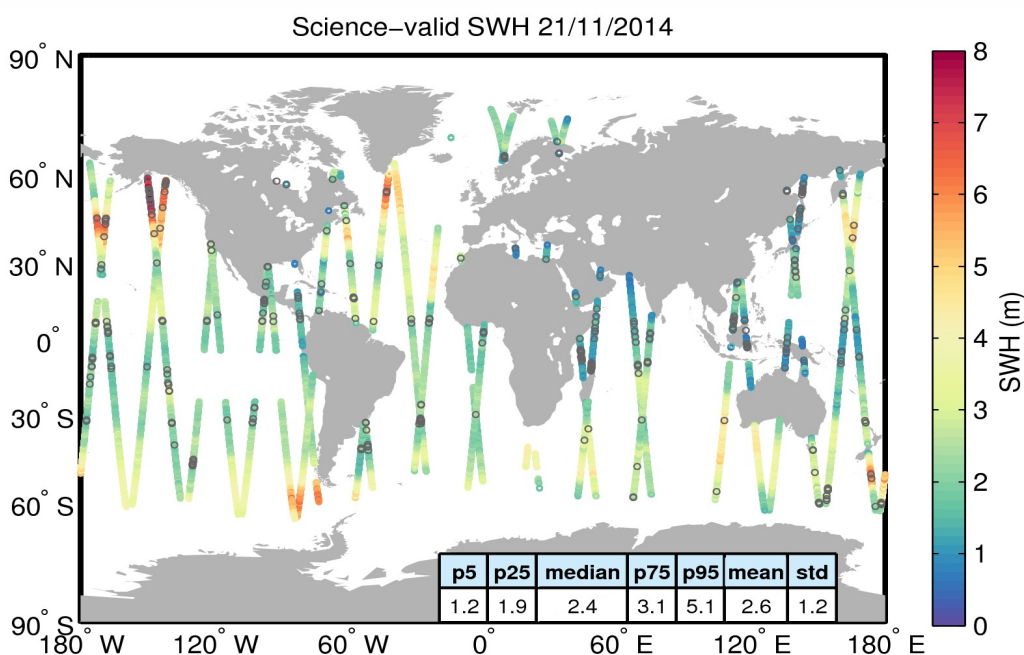 Science-valid SWH 21/11/2014
90° N
60° N
30° N
0°
30° S
60° S
90° S
180° W
120° W
60° W
0°
60° E
120° E
180° E
8
7
6
5
4
3
2
1
0
SWH (m)
p5 p25 median p75 p95 mean std
1.2 1.9 2.4 3.1 5.1 2.6 1.2